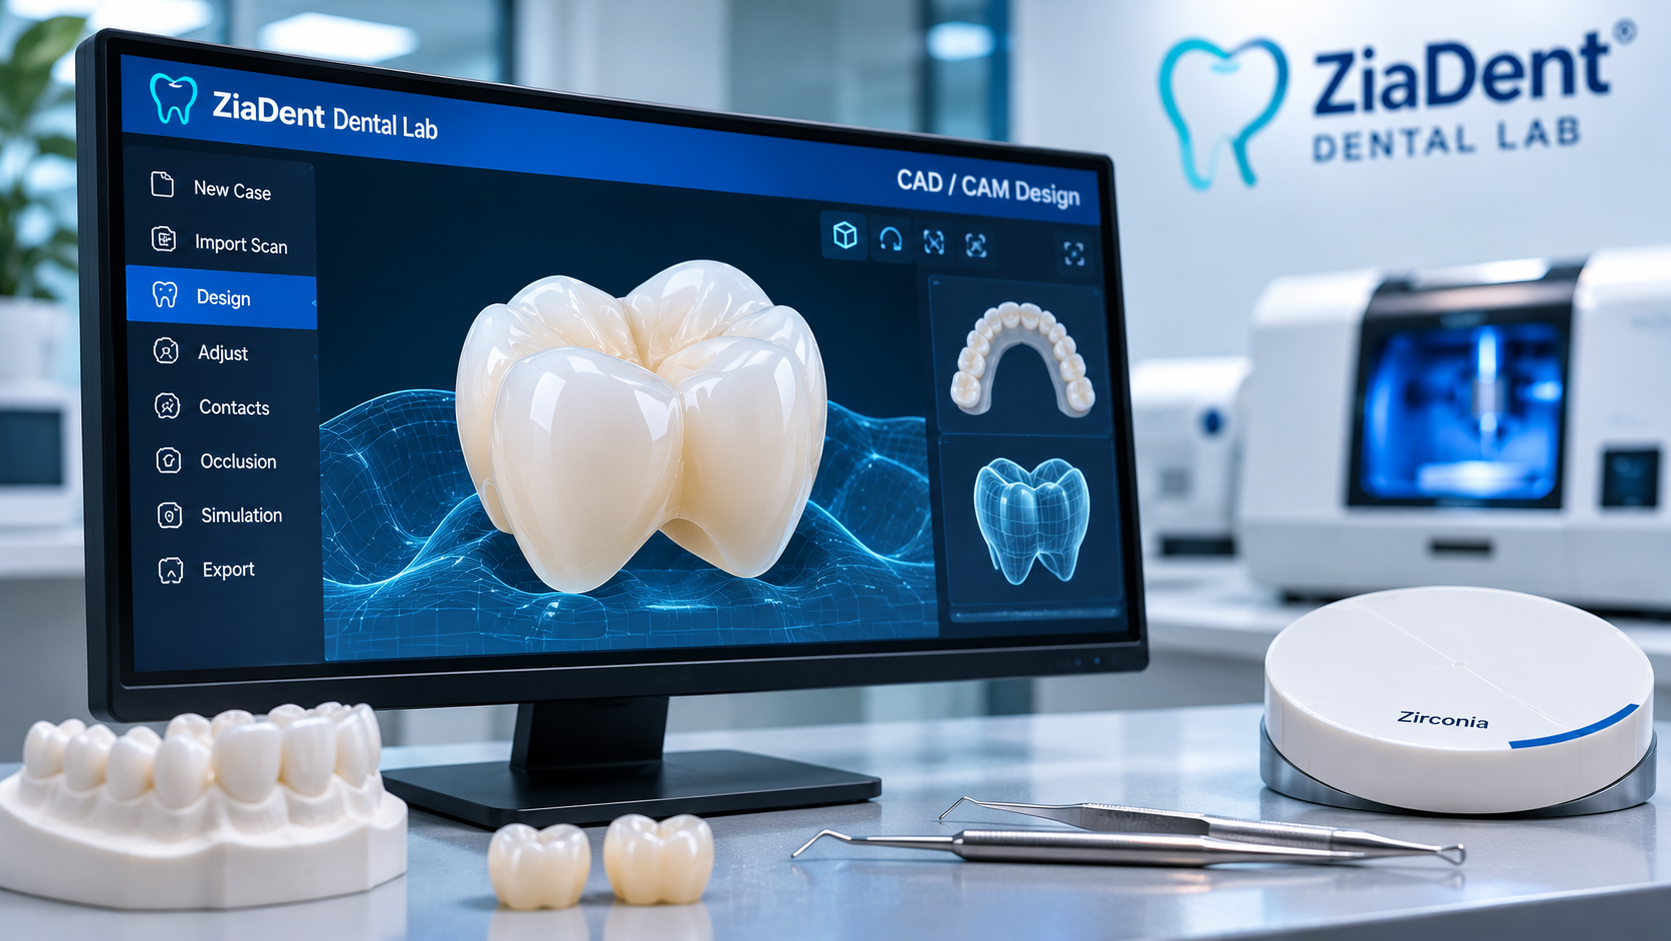 ZiaDent Dental Lab
CAD / CAM Design
New Case
Import Scan
Design
Adjust
Contacts
Occlusion
Simulation
Export
ZiaDent®
DENTAL LAB
Zirconia